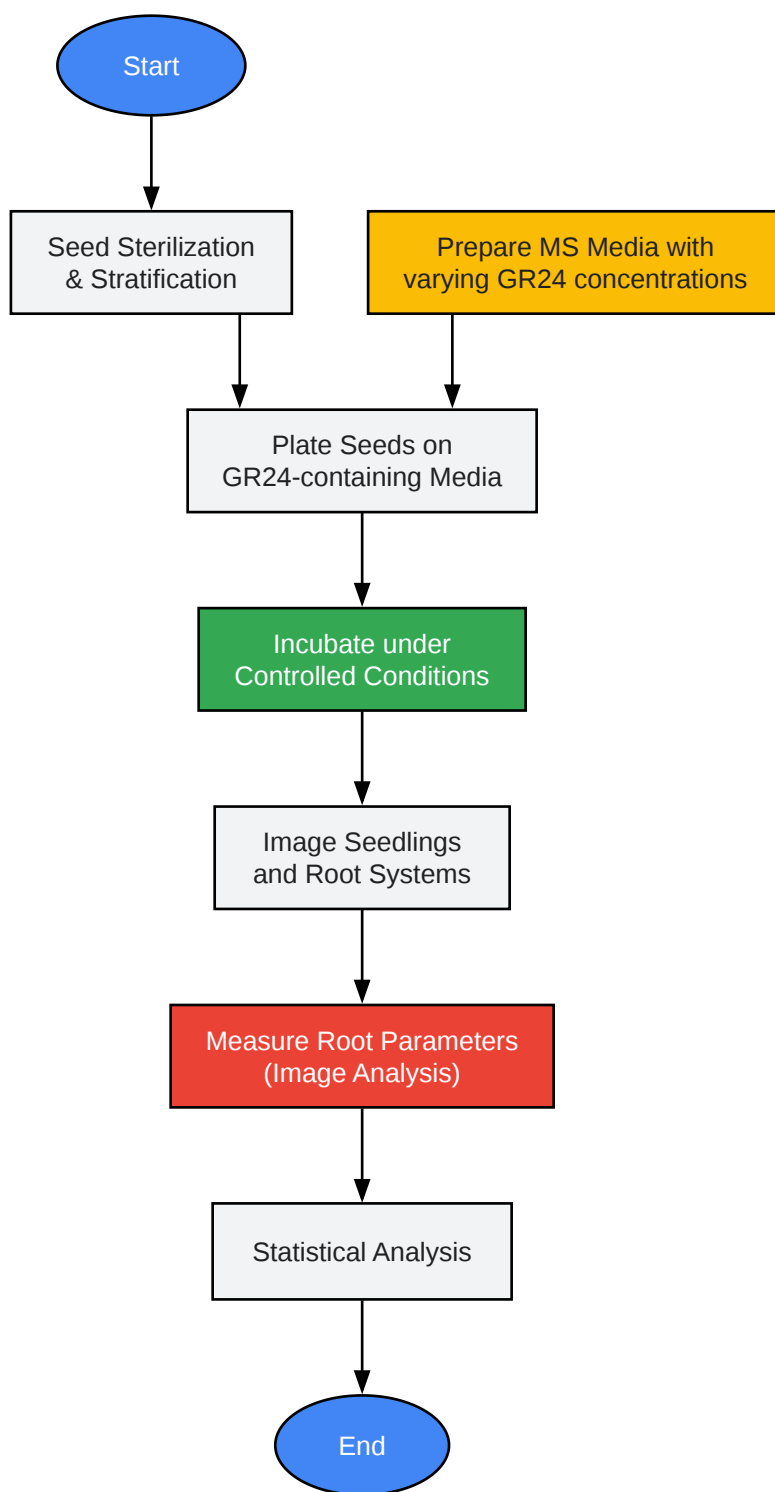 Start
Seed Sterilization
& Stratification
Prepare MS Media with
varying GR24 concentrations
Plate Seeds on
GR24-containing Media
Incubate under
Controlled Conditions
Image Seedlings
and Root Systems
Measure Root Parameters
(Image Analysis)
Statistical Analysis
End